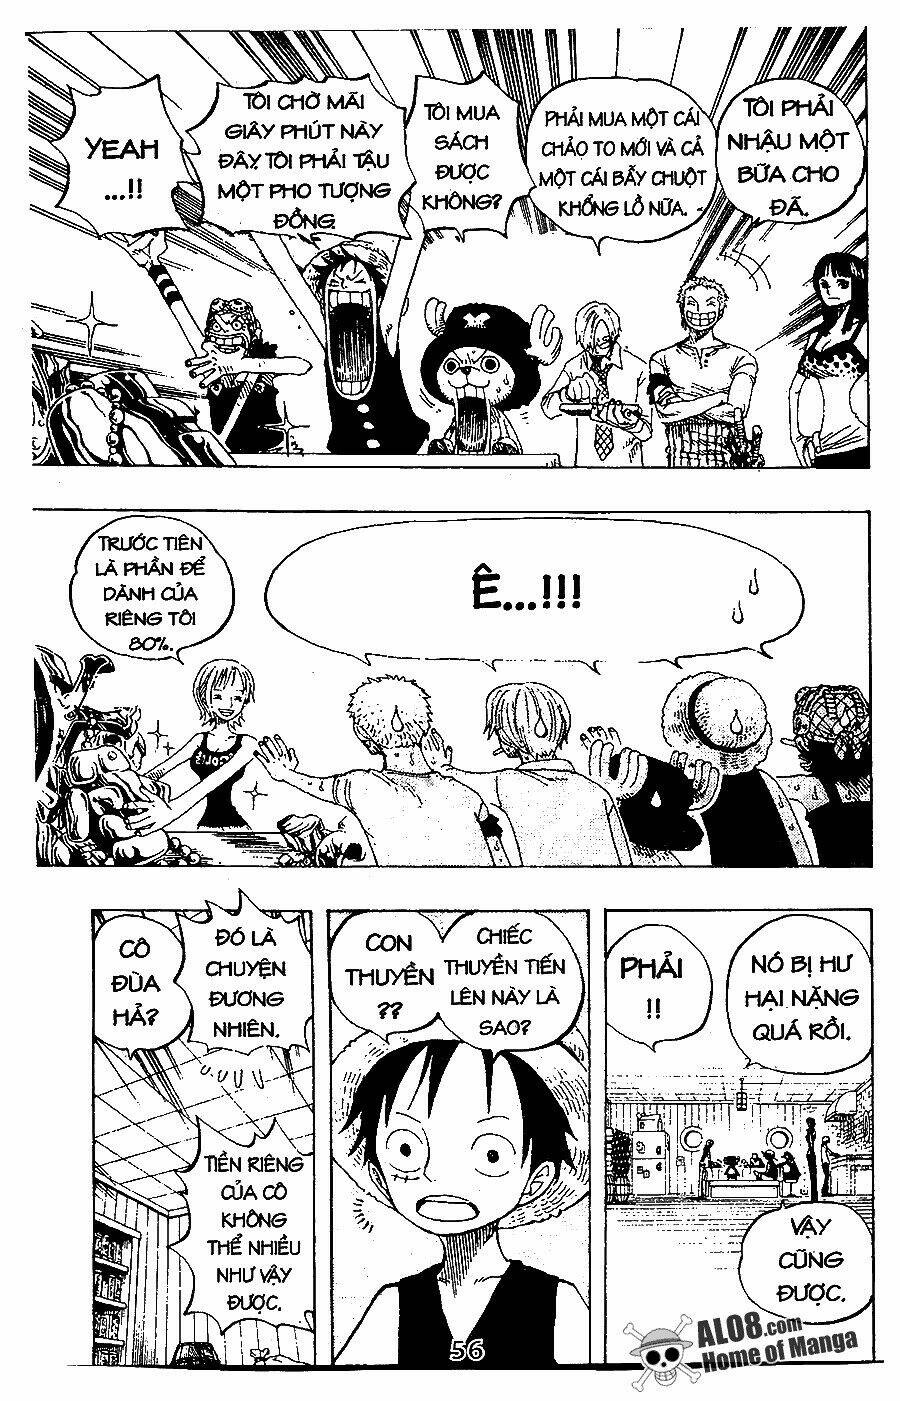 YEAH
...!!
TÔI CHỜ MÃI
GIÂY PHÚT NÀY
ĐÂY, TÔI PHẢI TẬU
MỘT PHO TƯỢNG
ĐỒNG.
TÔI MUA
SÁCH
ĐƯỢC
KHÔNG?
PHẢI MUA MỘT CÁI
CHẢO TO MỚI VÀ CẢ
MỘT CÁI BẪY CHUỘT
KHỔNG LỒ NỮA.
TÔI PHẢI
NHẬU MỘT
BỮA CHO
ĐÃ.
TRƯỚC TIÊN
LÀ PHẦN ĐỂ
DÀNH CỦA
RIÊNG TÔI
80%.
Ê...!!!
CÔ
ĐÙA
HẢ?
ĐÓ LÀ
CHUYỆN
ĐƯƠNG
NHIÊN.
TIỀN RIÊNG
CỦA CÔ
KHÔNG
THỂ NHIỀU
NHƯ VẬY
ĐƯỢC.
CON
THUYỀN
??
CHIẾC
THUYỀN TIẾN
LÊN NÀY LÀ
SAO?
PHẢI
!!
NÓ BỊ HƯ
HẠI NẶNG
QUÁ RỒI.
VẬY
CŨNG
ĐƯỢC.
56
AL08.com
Home of Manga